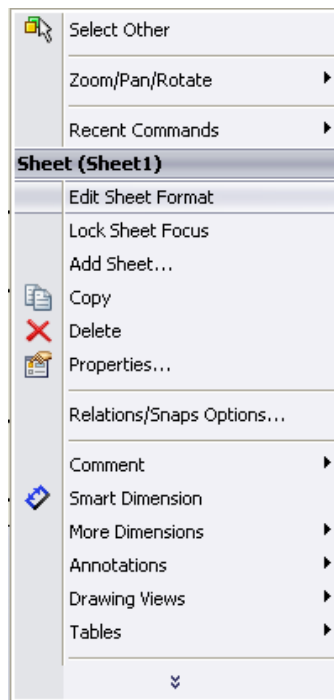 Select Other
Zoom/Pan/Rotate
Recent Commands
Sheet (Sheet1)
Edit Sheet Format
Lock Sheet Focus
Add Sheet...
Copy
Delete
Properties...
Relations/Snaps Options...
Comment
Smart Dimension
More Dimensions
Annotations
Drawing Views
Tables